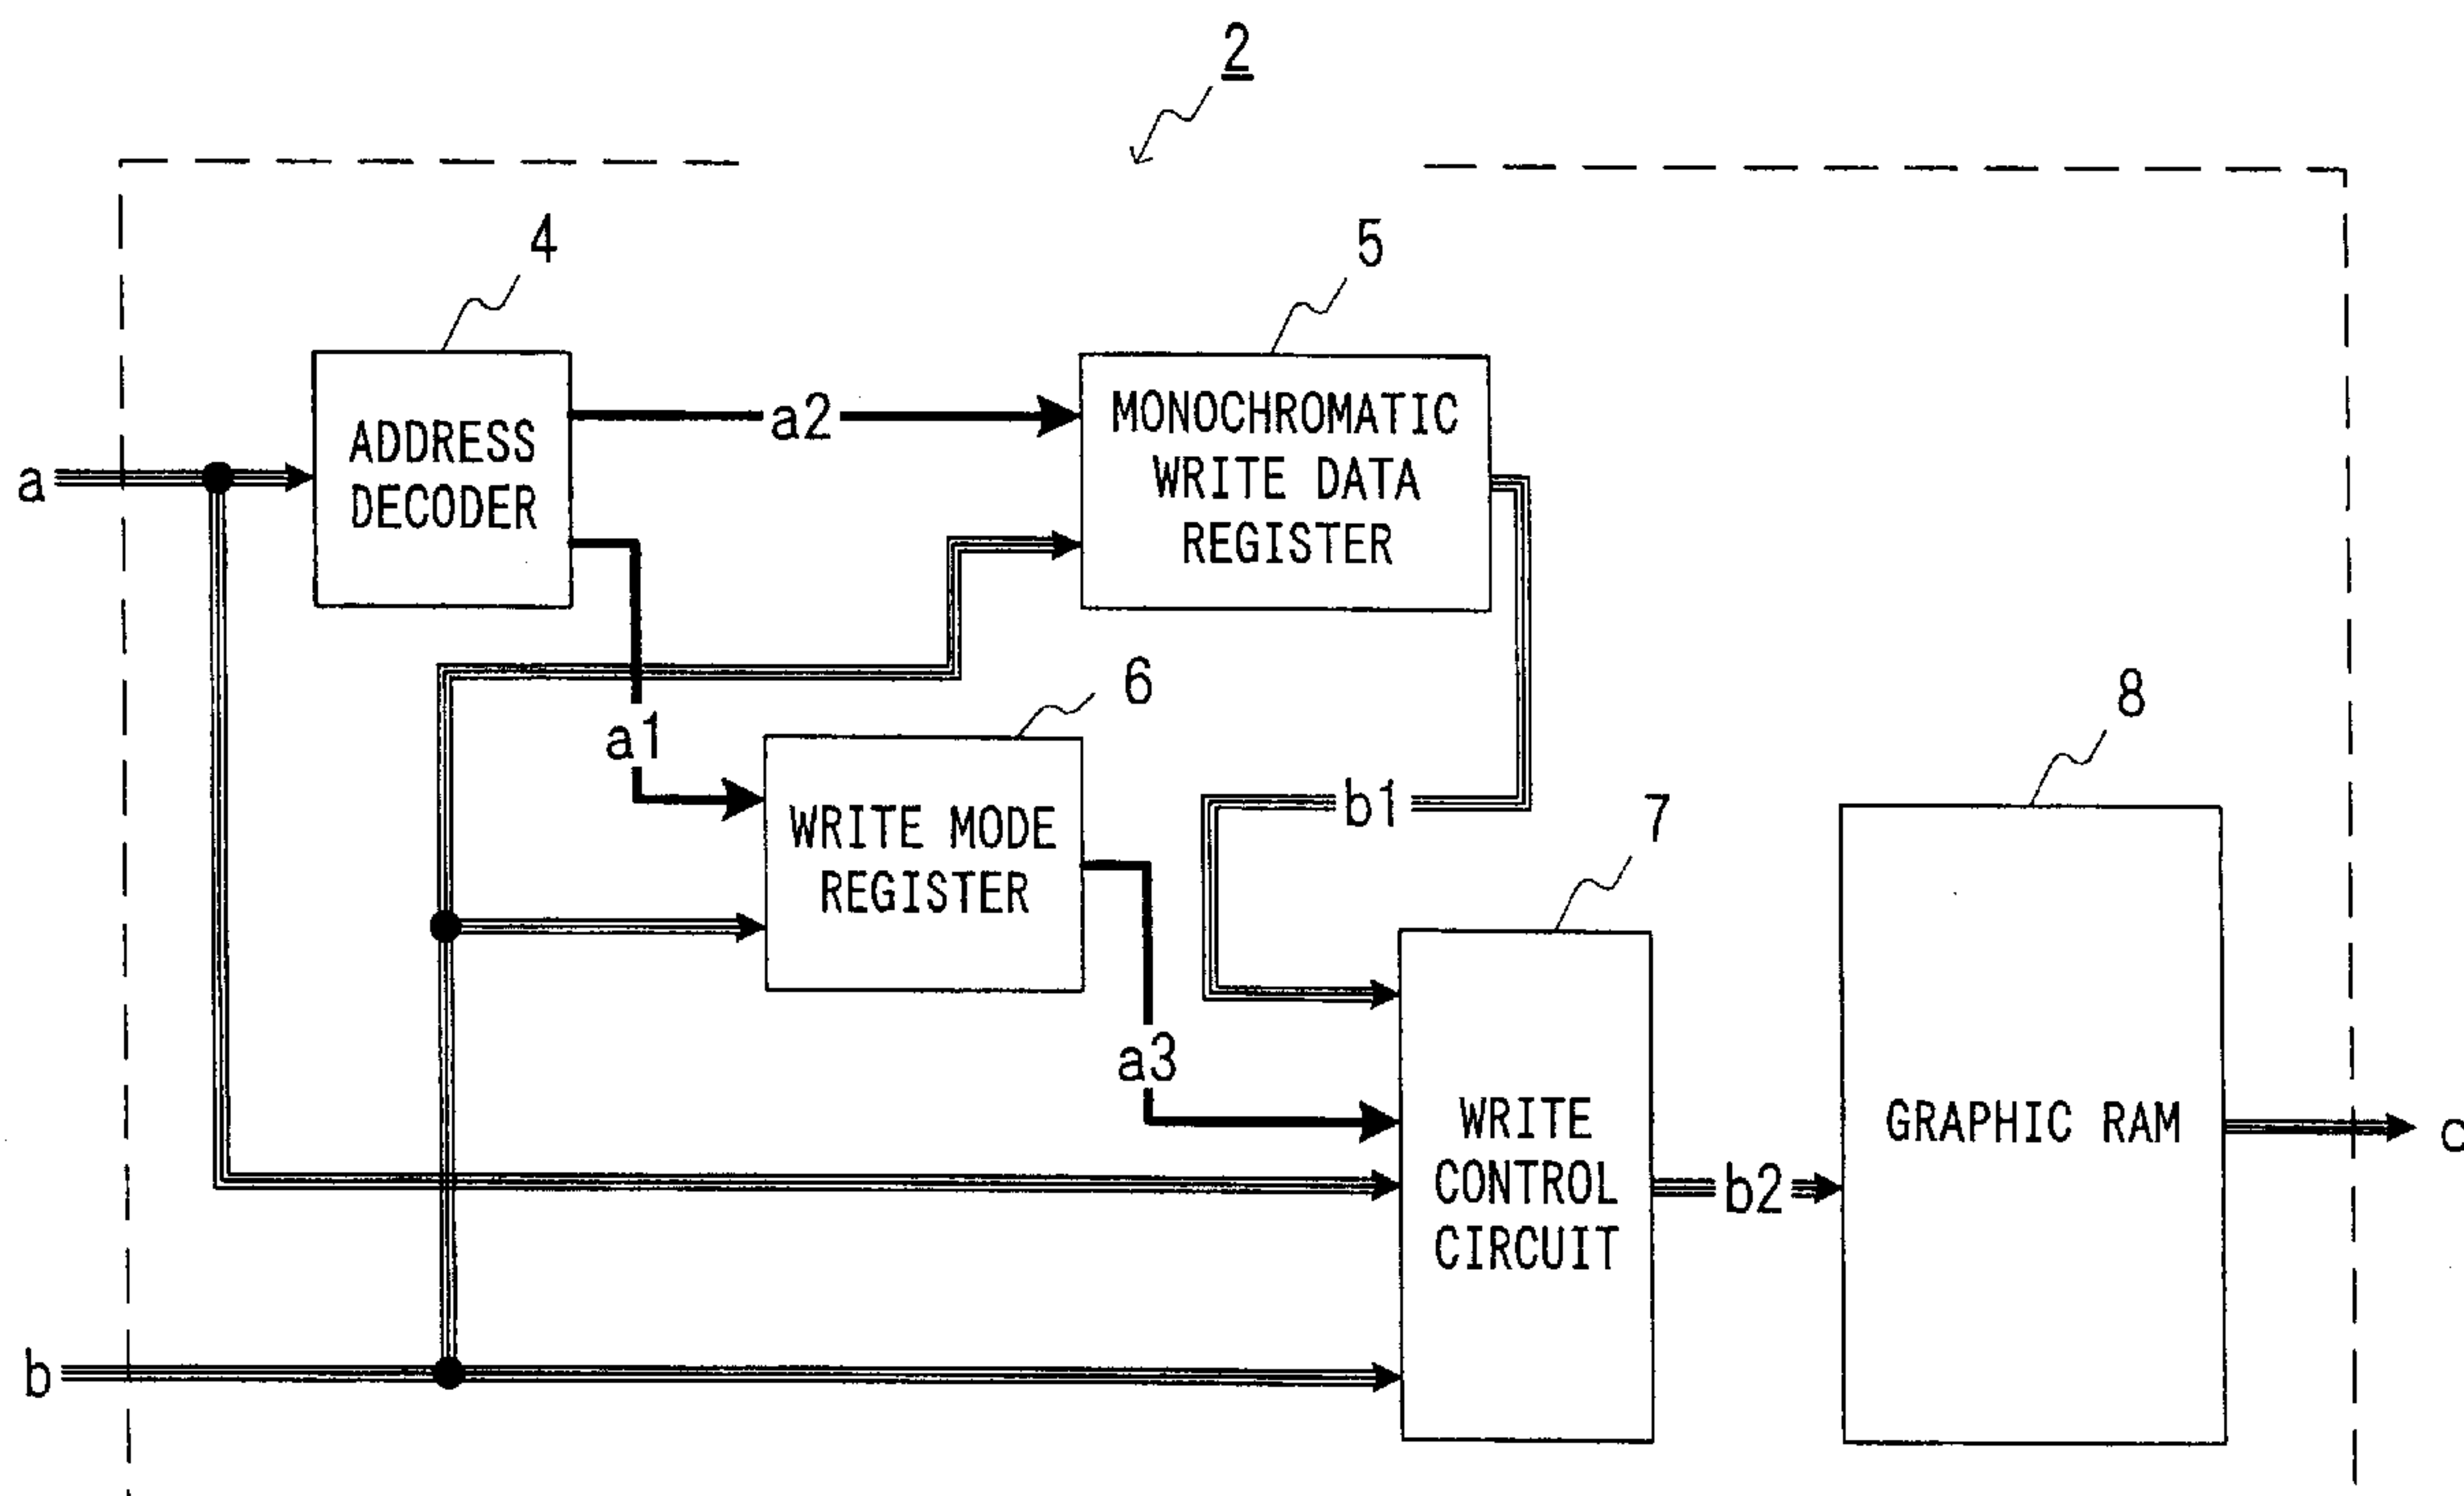 2
4
5
ADDRESS
DECODER
a2
MONOCHROMATIC
WRITE DATA
REGISTER
a
6
a1
8
b1
7
WRITE MODE
REGISTER
a3
WRITE
CONTROL
CIRCUIT
GRAPHIC RAM
c
b2
b